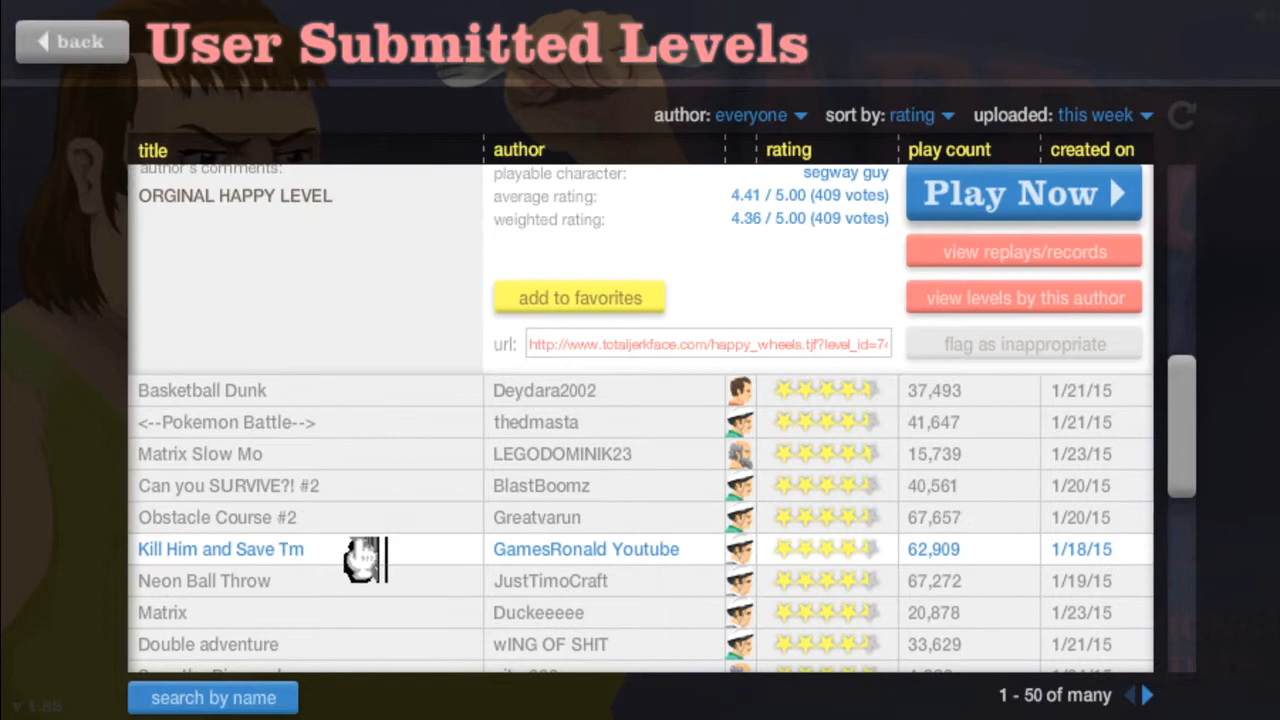 back
User Submitted Levels
author: everyone sort by: rating uploaded: this week
title author rating play count created on
author's comments:
ORGINAL HAPPY LEVEL
playable character: segway guy
average rating: 4.41 / 5.00 (409 votes)
weighted rating: 4.36 / 5.00 (409 votes)
Play Now
view replays/records
add to favorites
view levels by this author
url: http://www.totaljerkface.com/happy_wheels.tjf?level_id=74
flag as inappropriate
Basketball Dunk Deydara2002 37,493 1/21/15
<--Pokemon Battle--> thedmasta 41,647 1/21/15
Matrix Slow Mo LEGODOMINIK23 15,739 1/23/15
Can you SURVIVE?! #2 BlastBoomz 40,561 1/20/15
Obstacle Course #2 Greatvarun 67,657 1/20/15
Kill Him and Save Tm GamesRonald Youtube 62,909 1/18/15
Neon Ball Throw JustTimoCraft 67,272 1/19/15
Matrix Duckeeeee 20,878 1/23/15
Double adventure wING OF SHIT 33,629 1/21/15
search by name
1 - 50 of many